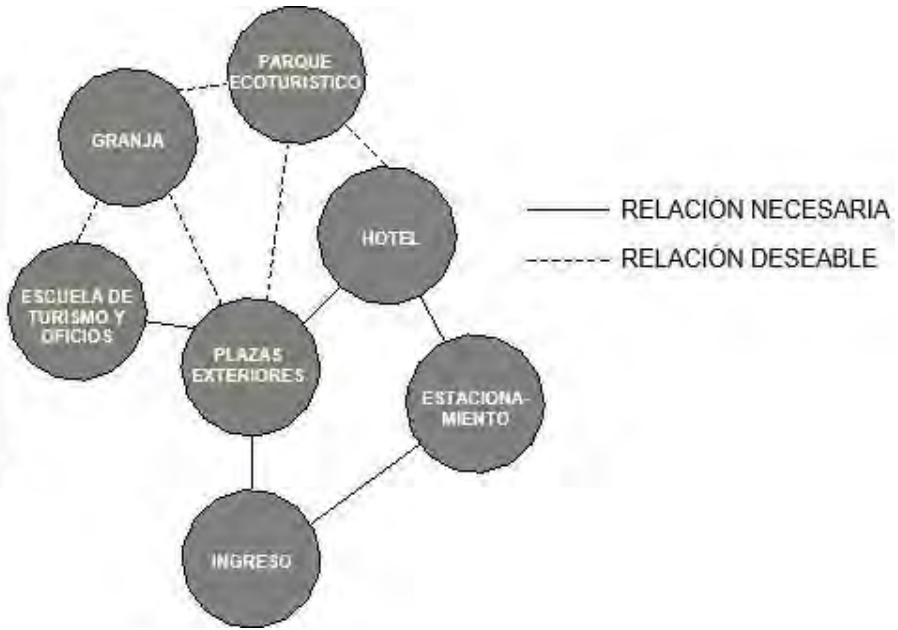 PARQUE
ECOTURISTICO
GRANJA
HOTEL
RELACIÓN NECESARIA
RELACIÓN DESEABLE
ESCUELA DE
TURISMO Y
OFICIOS
PLAZAS
EXTERIORES
ESTACIONA-
MIENTO
INGRESO